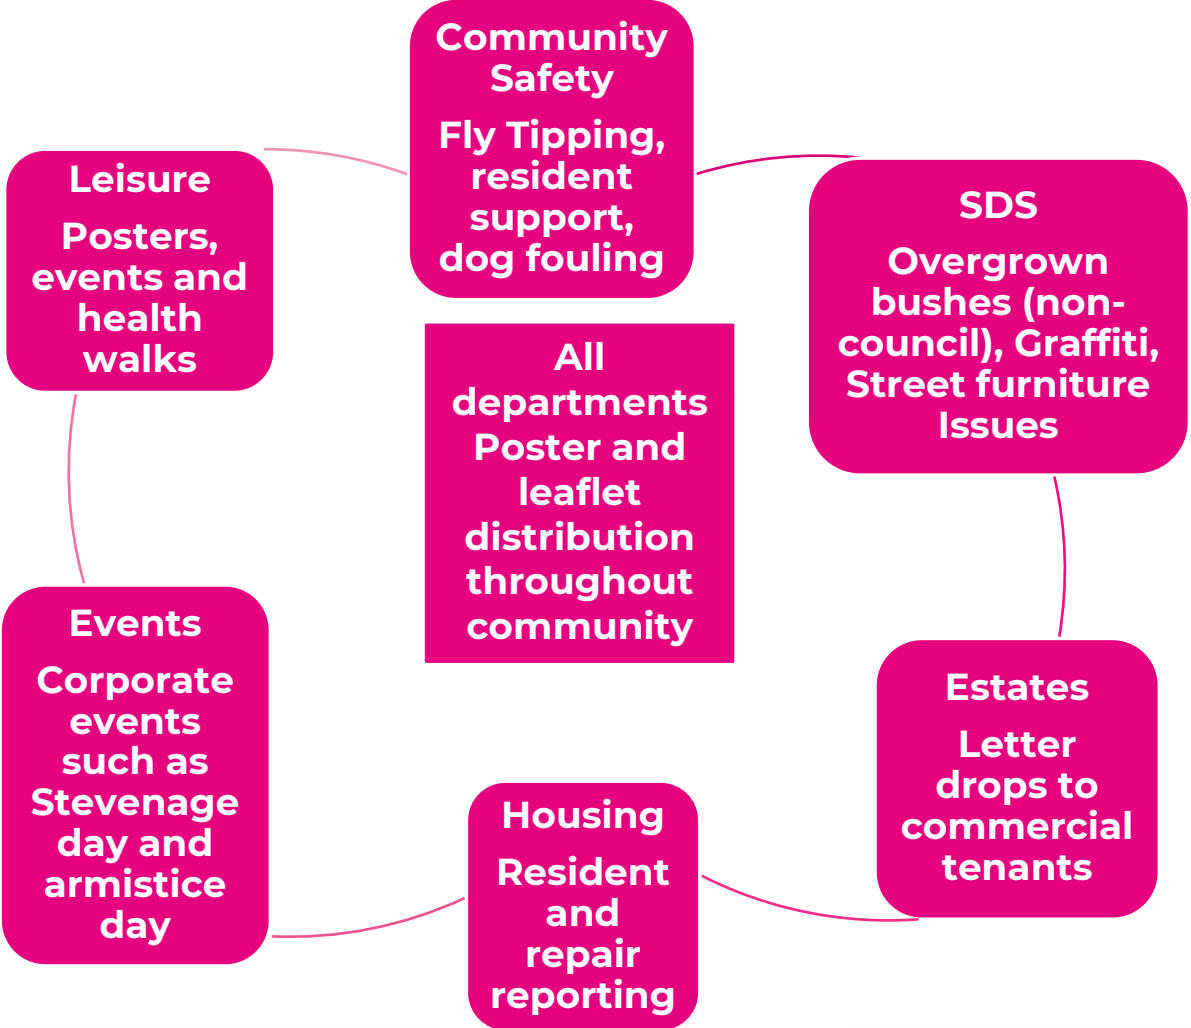 Community
Safety
Fly Tipping,
resident
support,
dog fouling
SDS
Overgrown
bushes (non-
council), Graffiti,
Street furniture
Issues
Estates
Letter
drops to
commercial
tenants
Housing
Resident
and
repair
reporting
Events
Corporate
events
such as
Stevenage
day and
armistice
day
Leisure
Posters,
events and
health
walks
All
departments
Poster and
leaflet
distribution
throughout
community